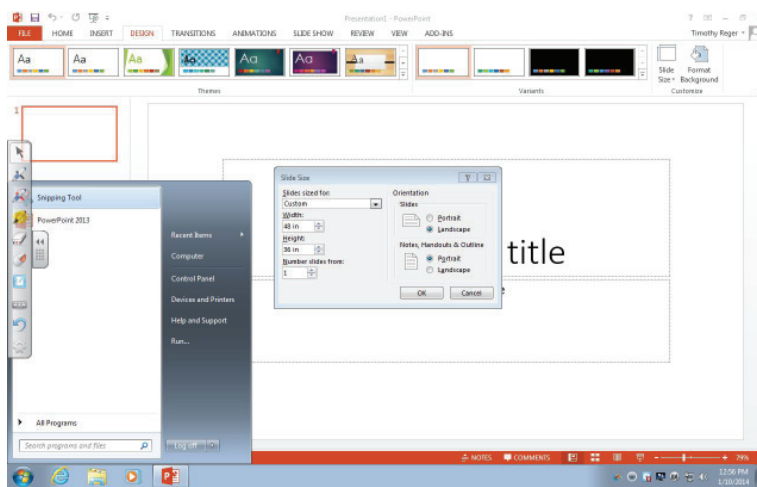 Presentation1 - PowerPoint
FILE HOME INSERT DESIGN TRANSITIONS ANIMATIONS SLIDE SHOW REVIEW VIEW ADD-INS Timothy Reger
Aa Aa Aa Aa Aa Aa Aa
Slide Size
Format Background
Themes Variants Customize
1
Slide Size
Slides sized for:
Custom
Width:
48 in
Height:
36 in
Number slides from:
1
Orientation
Slides
Portrait
Landscape
Notes, Handouts & Outline
Portrait
Landscape
OK Cancel
title
Snipping Tool
PowerPoint 2013
Recent Items
Computer
Control Panel
Devices and Printers
Help and Support
Run...
All Programs
Search programs and files
Log off
NOTES COMMENTS 79%
12:56 PM
1/10/2014